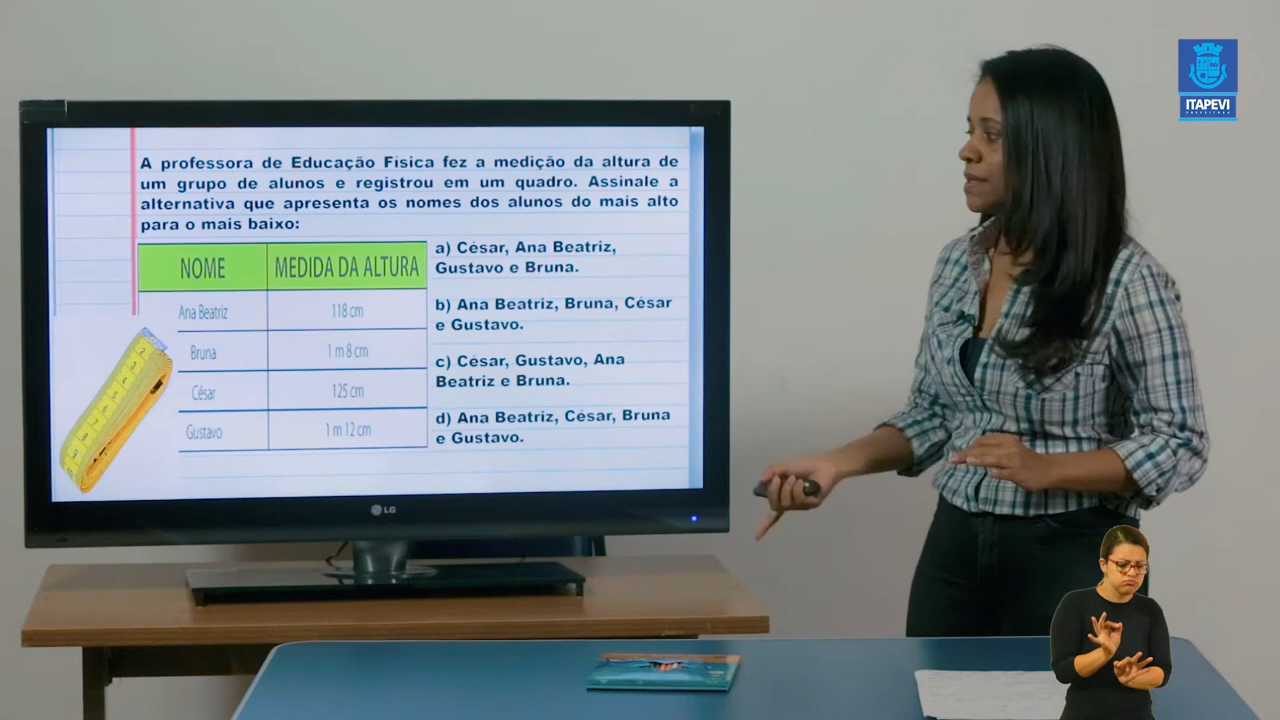 A professora de Educação Física fez a medição da altura de
um grupo de alunos e registrou em um quadro. Assinale a
alternativa que apresenta os nomes dos alunos do mais alto
para o mais baixo:
NOME MEDIDA DA ALTURA
Ana Beatriz 118 cm
Bruna 1 m 8 cm
César 125 cm
Gustavo 1 m 12 cm
a) César, Ana Beatriz,
Gustavo e Bruna.
b) Ana Beatriz, Bruna, César
e Gustavo.
c) César, Gustavo, Ana
Beatriz e Bruna.
d) Ana Beatriz, César, Bruna
e Gustavo.
LG
ITAPEVI
PREFEITURA